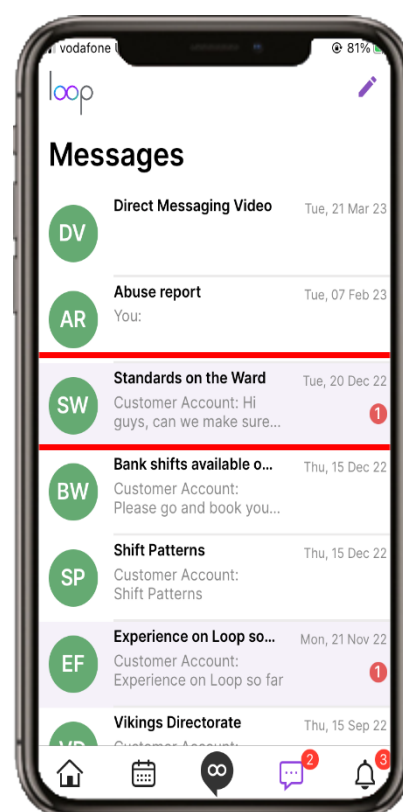 vodafone
81%
loop
Messages
DV
Direct Messaging Video
Tue, 21 Mar 23
AR
Abuse report
Tue, 07 Feb 23
You:
SW
Standards on the Ward
Tue, 20 Dec 22
Customer Account: Hi
guys, can we make sure...
1
BW
Bank shifts available o...
Thu, 15 Dec 22
Customer Account:
Please go and book you...
SP
Shift Patterns
Thu, 15 Dec 22
Customer Account:
Shift Patterns
EF
Experience on Loop so...
Mon, 21 Nov 22
Customer Account:
Experience on Loop so far
1
Vikings Directorate
Thu, 15 Sep 22
Customer Account:
2
3